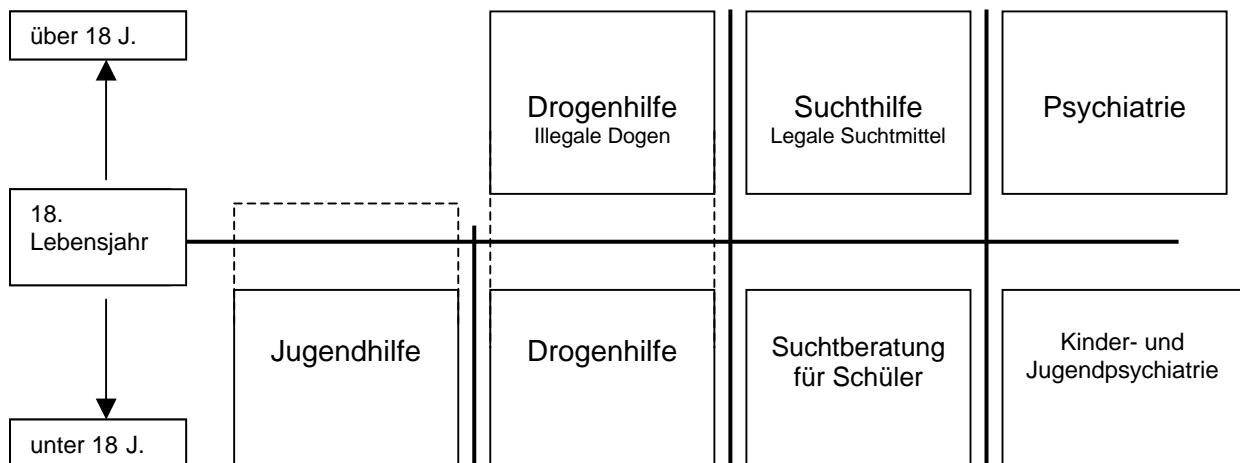 über 18 J.
Drogenhilfe
Illegale Dogen
Suchthilfe
Legale Suchtmittel
Psychiatrie
18.
Lebensjahr
Jugendhilfe
Drogenhilfe
Suchtberatung
für Schüler
Kinder- und
Jugendpsychiatrie
unter 18 J.